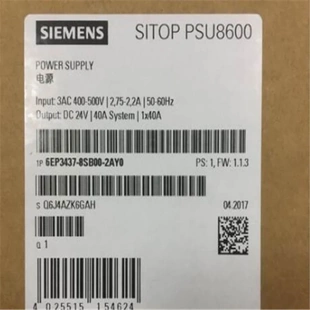 SIEMENS SITOP PSU8600
POWER SUPPLY
电源
Input: 3AC 400-500V | 2,75-2,2A | 50-60Hz
Output: DC 24V | 40A System | 1x40A
1P 6EP3437-8SB00-2AY0 PS: 1, FW: 1.1.3
S Q6J4AZK6GAH 04.2017
Q 1
4 025515 154624